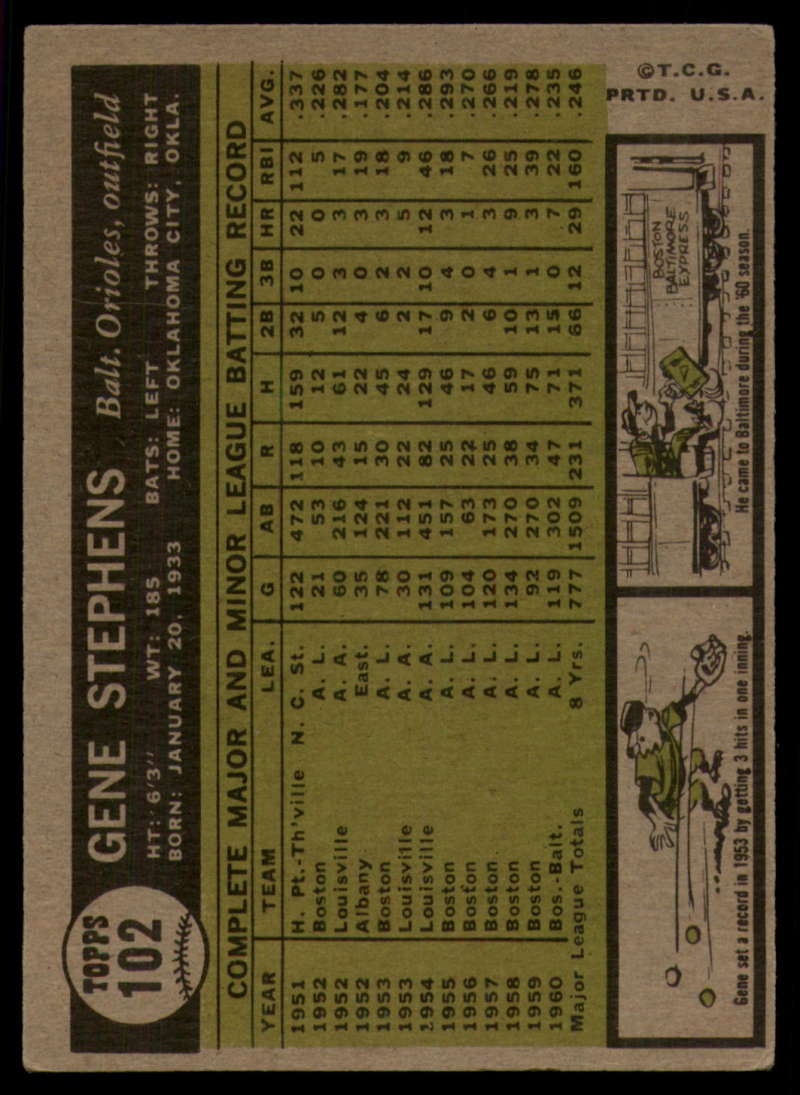 TOPPS
102
GENE STEPHENS Balt. Orioles, outfield
HT: 6'3" WT: 185 BATS: LEFT THROWS: RIGHT
BORN: JANUARY 20, 1933 HOME: OKLAHOMA CITY, OKLA.
COMPLETE MAJOR AND MINOR LEAGUE BATTING RECORD
YEAR TEAM LEA. G AB R H 2B 3B HR RBI AVG.
1951 H. Pt.-Th'ville N. C. St. 122 472 118 159 32 10 22 112 .337
1952 Boston A. L. 21 53 10 12 5 0 0 5 .226
1952 Louisville A. A. 60 216 43 61 12 3 3 17 .282
1952 Albany East. 35 124 15 22 4 0 3 19 .177
1953 Boston A. L. 78 221 30 45 6 2 3 18 .204
1953 Louisville A. A. 30 112 22 24 2 2 5 9 .214
1954 Louisville A. A. 131 451 82 129 17 10 12 46 .286
1955 Boston A. L. 109 157 25 46 9 4 3 18 .293
1956 Boston A. L. 104 63 22 17 2 0 1 7 .270
1957 Boston A. L. 120 173 25 46 6 4 3 26 .266
1958 Boston A. L. 134 270 38 59 10 1 9 25 .219
1959 Boston A. L. 92 270 34 75 13 1 3 39 .278
1960 Bos.-Balt. A. L. 119 302 47 71 15 0 7 22 .235
Major League Totals 8 Yrs. 777 1509 231 371 66 12 29 160 .246
Gene set a record in 1953 by getting 3 hits in one inning.
BOSTON
BALTIMORE
EXPRESS
He came to Baltimore during the '60 season.
©T.C.G.
PRTD. U.S.A.